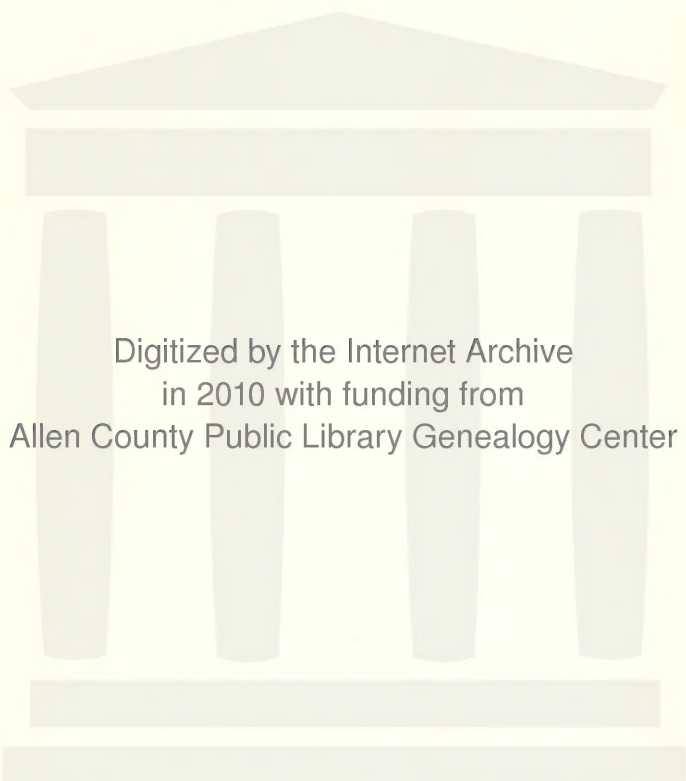 Digitized by the Internet Archive
in 2010 with funding from
Allen County Public Library Genealogy Center